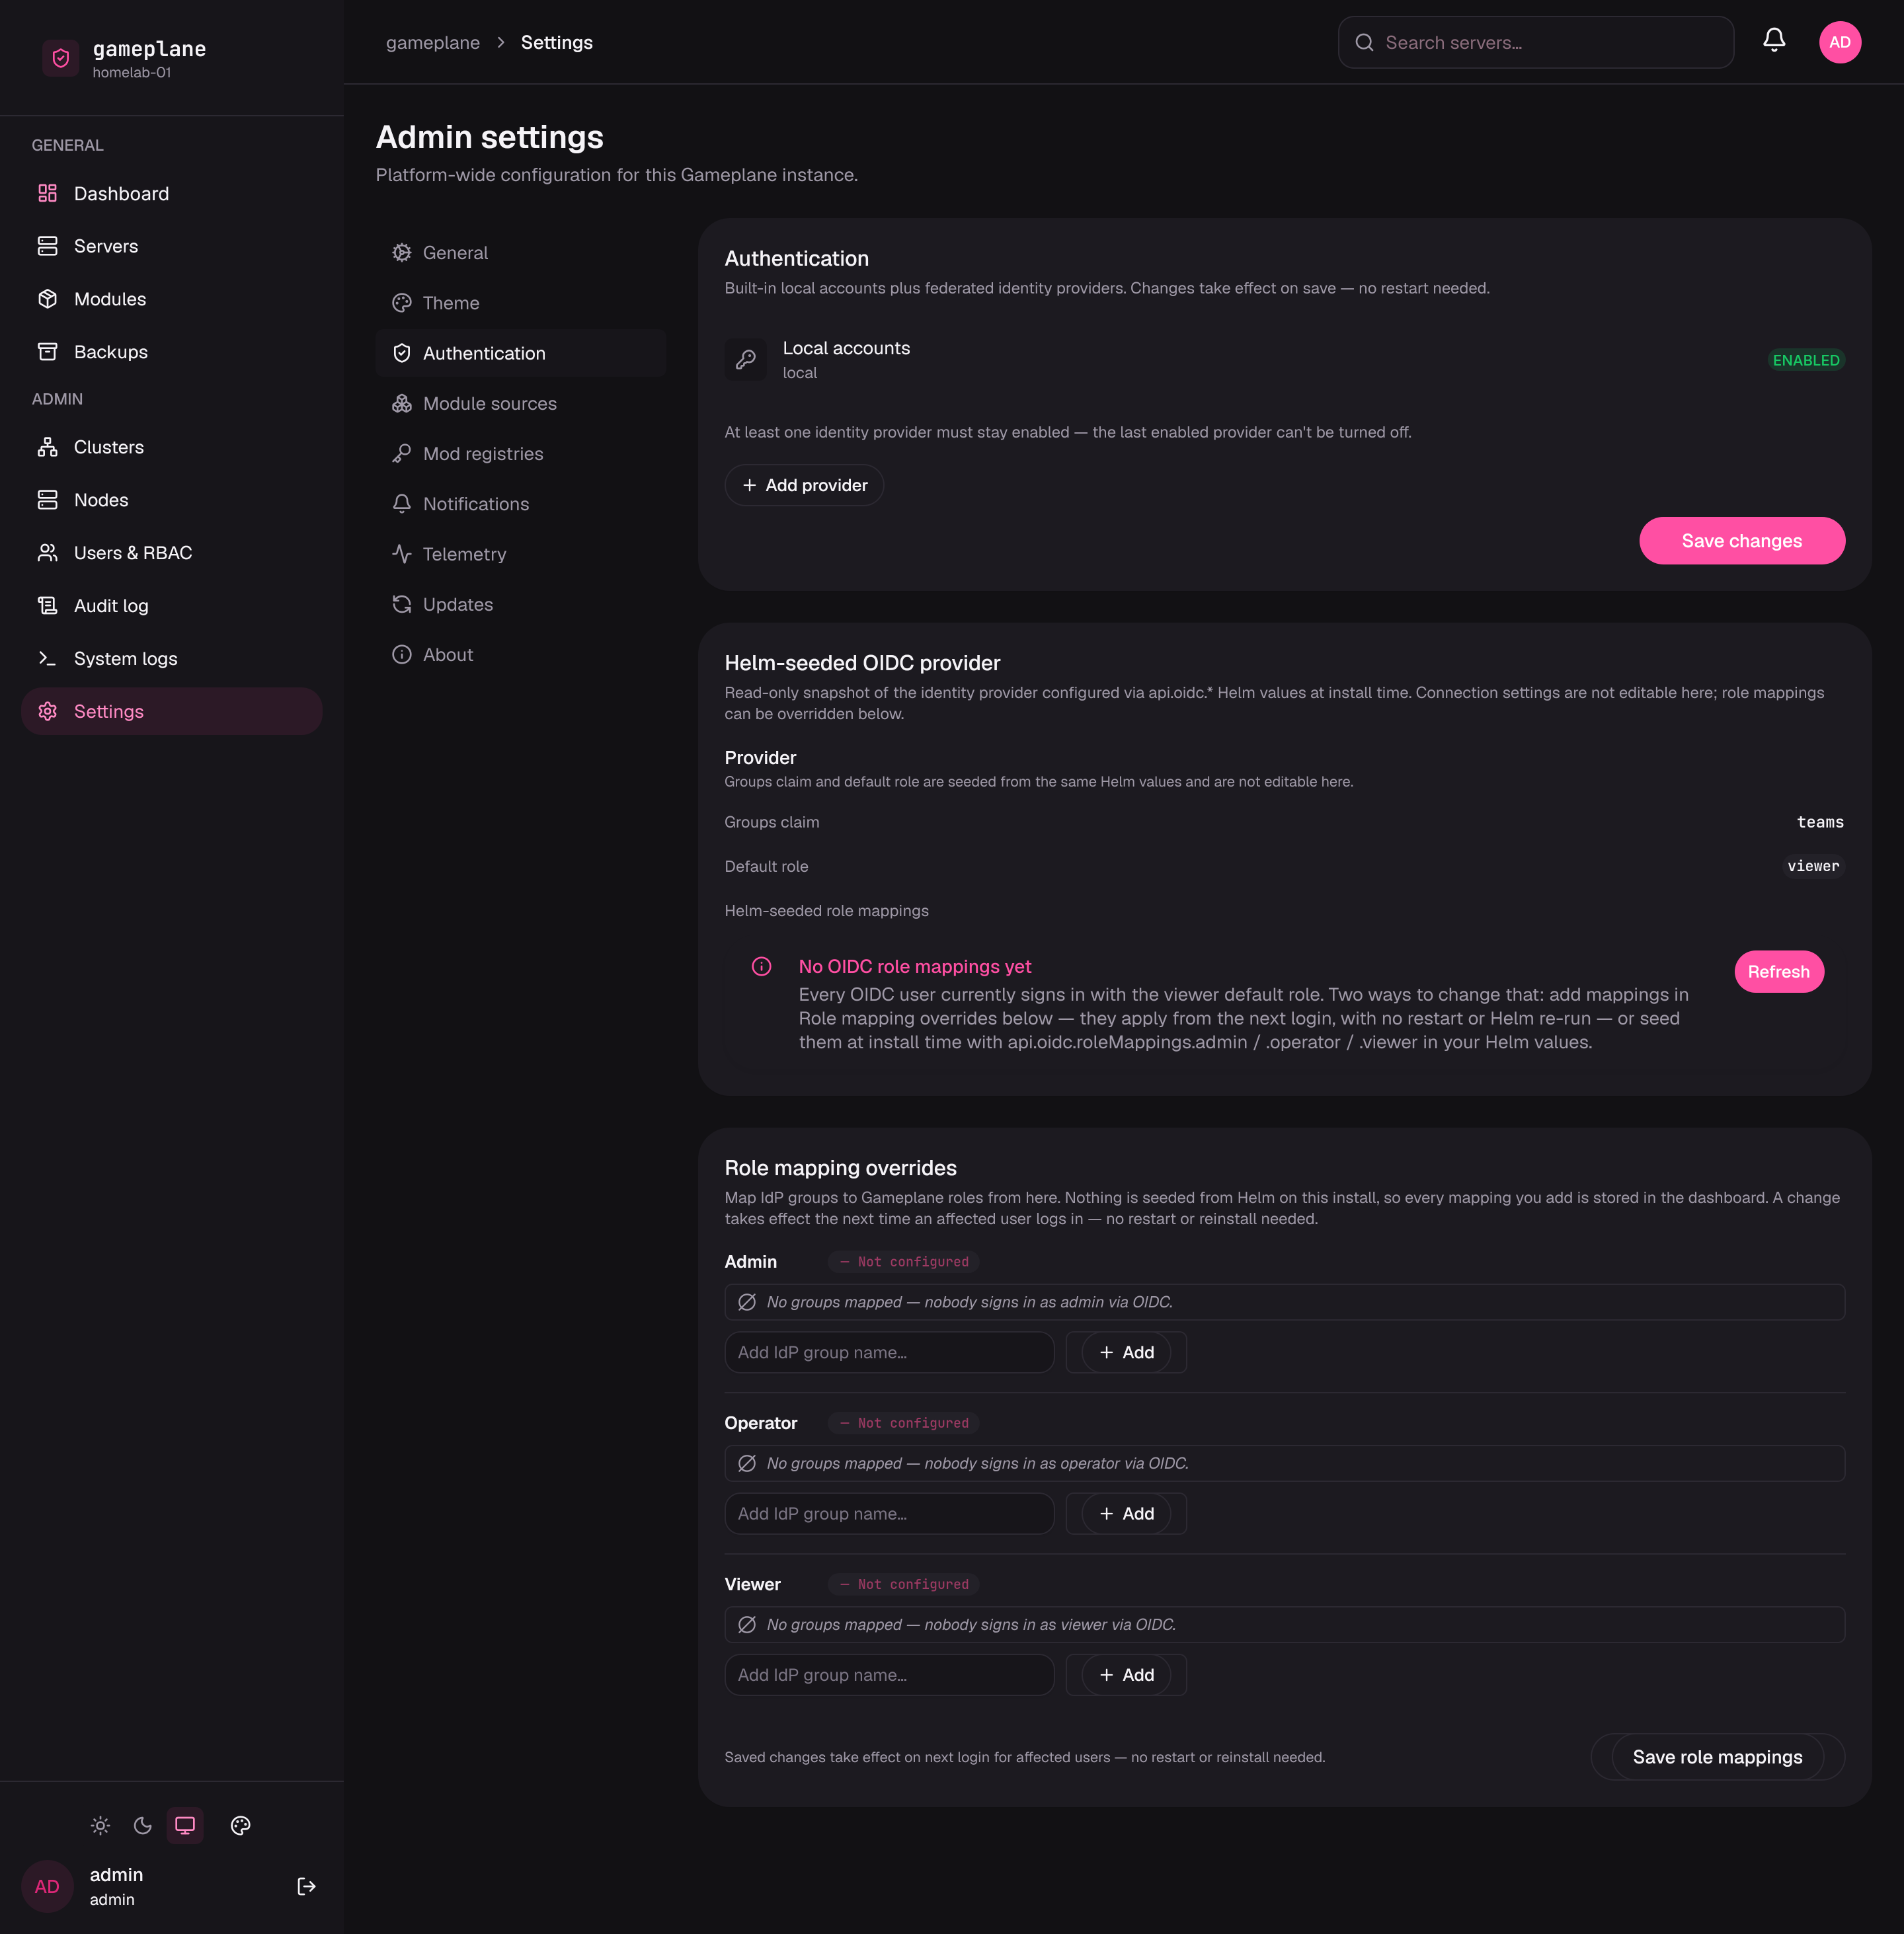 gameplane
homelab-01
GENERAL
Dashboard
Servers
Modules
Backups
ADMIN
Clusters
Nodes
Users & RBAC
Audit log
System logs
Settings
AD
admin
admin
gameplane > Settings
Search servers...
AD
Admin settings
Platform-wide configuration for this Gameplane instance.
General
Theme
Authentication
Module sources
Mod registries
Notifications
Telemetry
Updates
About
Authentication
Built-in local accounts plus federated identity providers. Changes take effect on save — no restart needed.
Local accounts
local
ENABLED
At least one identity provider must stay enabled — the last enabled provider can't be turned off.
+ Add provider
Save changes
Helm-seeded OIDC provider
Read-only snapshot of the identity provider configured via api.oidc.* Helm values at install time. Connection settings are not editable here; role mappings
can be overridden below.
Provider
Groups claim and default role are seeded from the same Helm values and are not editable here.
Groups claim
teams
Default role
viewer
Helm-seeded role mappings
No OIDC role mappings yet
Every OIDC user currently signs in with the viewer default role. Two ways to change that: add mappings in
Role mapping overrides below — they apply from the next login, with no restart or Helm re-run — or seed
them at install time with api.oidc.roleMappings.admin / .operator / .viewer in your Helm values.
Refresh
Role mapping overrides
Map IdP groups to Gameplane roles from here. Nothing is seeded from Helm on this install, so every mapping you add is stored in the dashboard. A change
takes effect the next time an affected user logs in — no restart or reinstall needed.
Admin
— Not configured
No groups mapped — nobody signs in as admin via OIDC.
Add IdP group name...
+ Add
Operator
— Not configured
No groups mapped — nobody signs in as operator via OIDC.
Add IdP group name...
+ Add
Viewer
— Not configured
No groups mapped — nobody signs in as viewer via OIDC.
Add IdP group name...
+ Add
Saved changes take effect on next login for affected users — no restart or reinstall needed.
Save role mappings